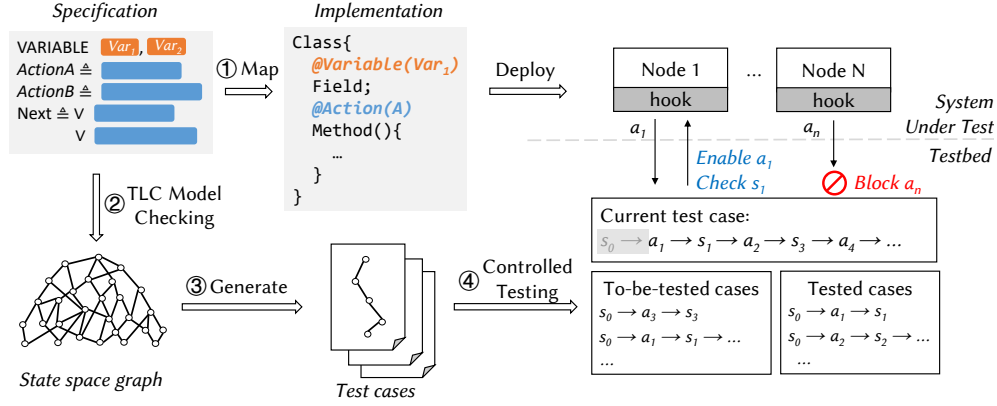 Specification
VARIABLE Var1, Var2
ActionA ≜
ActionB ≜
Next ≜ V
V
① Map
Implementation
Class{
@Variable(Var1)
Field;
@Action(A)
Method(){
…
}
}
Deploy
Node 1
hook
...
Node N
hook
System
Under Test
Testbed
a1
an
Enable a1
Check s1
Block an
② TLC Model
Checking
State space graph
③ Generate
Test cases
④ Controlled
Testing
Current test case:
s0 → a1 → s1 → a2 → s3 → a4 → ...
To-be-tested cases
s0 → a3 → s3
s0 → a1 → s1 → ...
...
Tested cases
s0 → a1 → s1
s0 → a2 → s2 → ...
...